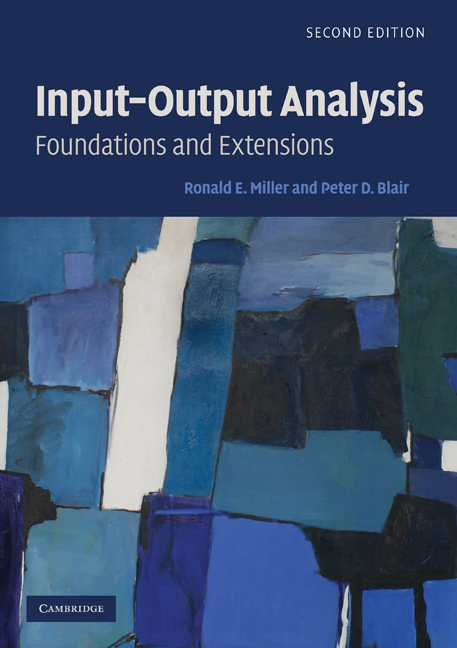 SECOND EDITION
Input–Output Analysis
Foundations and Extensions
Ronald E. Miller and Peter D. Blair
CAMBRIDGE